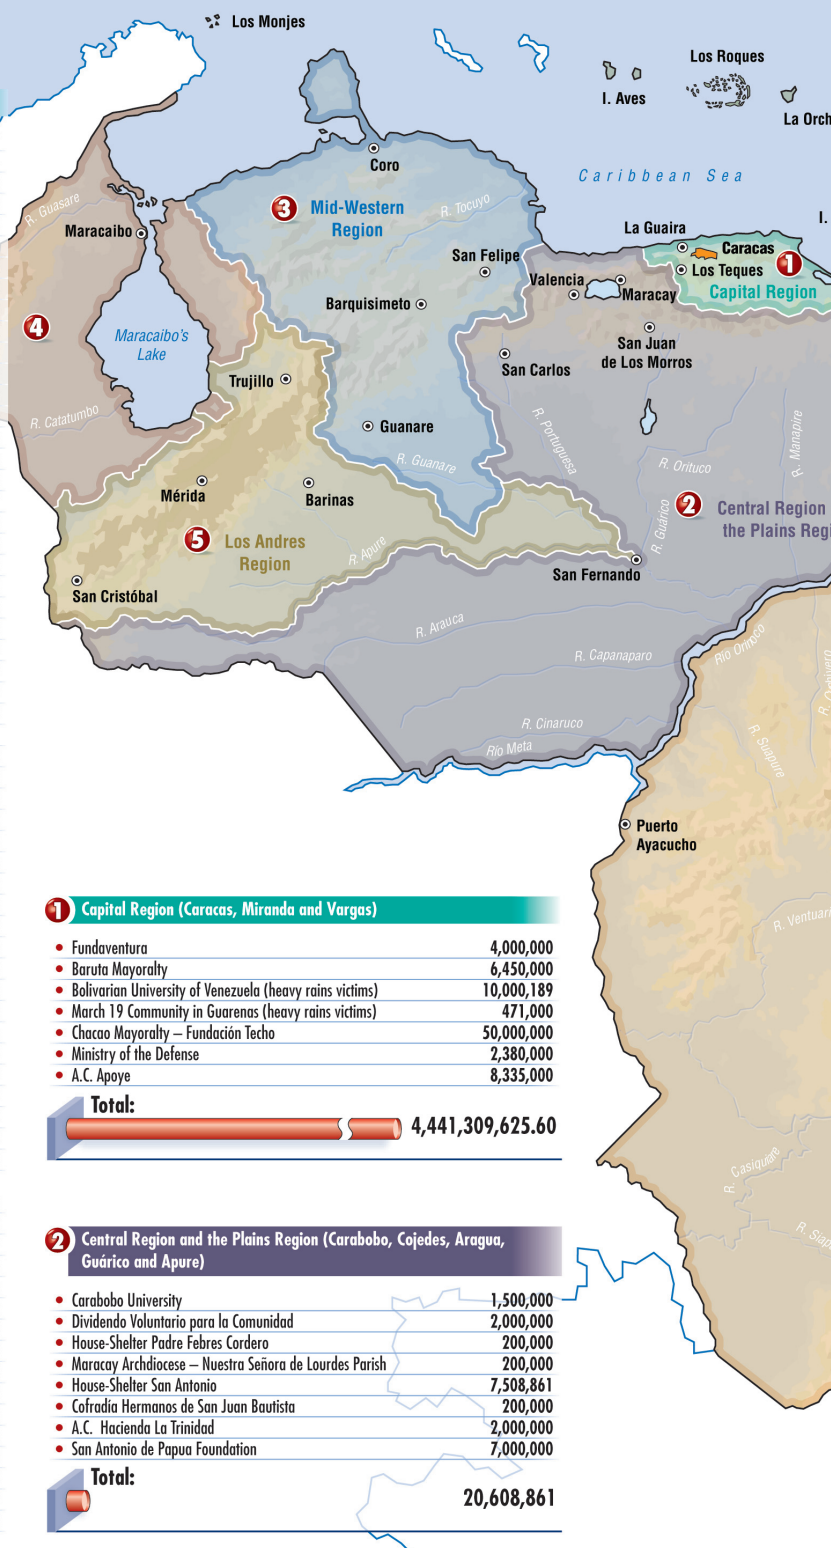 Los Monjes
Los Roques
I. Aves
La Orch
Coro
Caribbean Sea
R. Guasare
3
Mid-Western
Region
R. Tocuyo
I.
Maracaibo
La Guaira
Caracas
1
San Felipe
Los Teques
Valencia
Maracay
Capital Region
Barquisimeto
4
Maracaibo's
Lake
San Juan
de Los Morros
San Carlos
Trujillo
R. Catatumbo
Guanare
R. Portuguesa
R. Manapire
R. Guanare
R. Orituco
Mérida
Barinas
2
Central Region
the Plains Regi
R. Guárico
5
Los Andres
Region
R. Apure
San Fernando
San Cristóbal
R. Arauca
R. Capanaparo
Río Orinoco
R. Cinaruco
Río Meta
R. Suapure
Puerto
Ayacucho
R. Ventuari
R. Casiquiare
R. Siap
1 Capital Region (Caracas, Miranda and Vargas)
• Fundaventura 4,000,000
• Baruta Mayoralty 6,450,000
• Bolivarian University of Venezuela (heavy rains victims) 10,000,189
• March 19 Community in Guarenas (heavy rains victims) 471,000
• Chacao Mayoralty – Fundación Techo 50,000,000
• Ministry of the Defense 2,380,000
• A.C. Apoye 8,335,000
Total:
4,441,309,625.60
2 Central Region and the Plains Region (Carabobo, Cojedes, Aragua,
Guárico and Apure)
• Carabobo University 1,500,000
• Dividendo Voluntario para la Comunidad 2,000,000
• House-Shelter Padre Febres Cordero 200,000
• Maracay Archdiocese – Nuestra Señora de Lourdes Parish 200,000
• House-Shelter San Antonio 7,508,861
• Cofradía Hermanos de San Juan Bautista 200,000
• A.C. Hacienda La Trinidad 2,000,000
• San Antonio de Papua Foundation 7,000,000
Total:
20,608,861